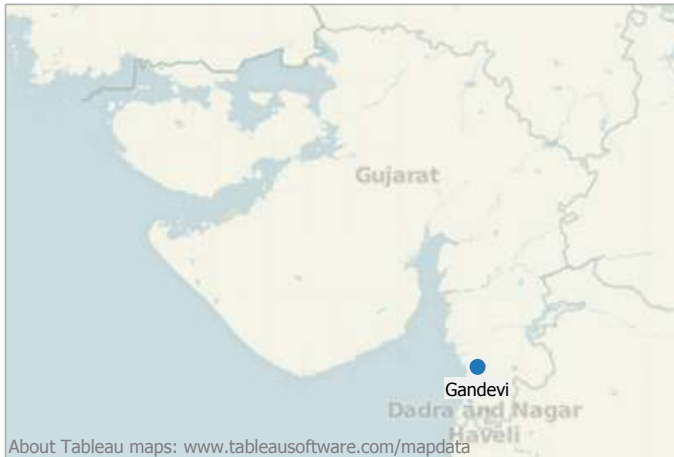 Gujarat
Gandevi
Dadra and Nagar
Haveli
About Tableau maps: www.tableausoftware.com/mapdata